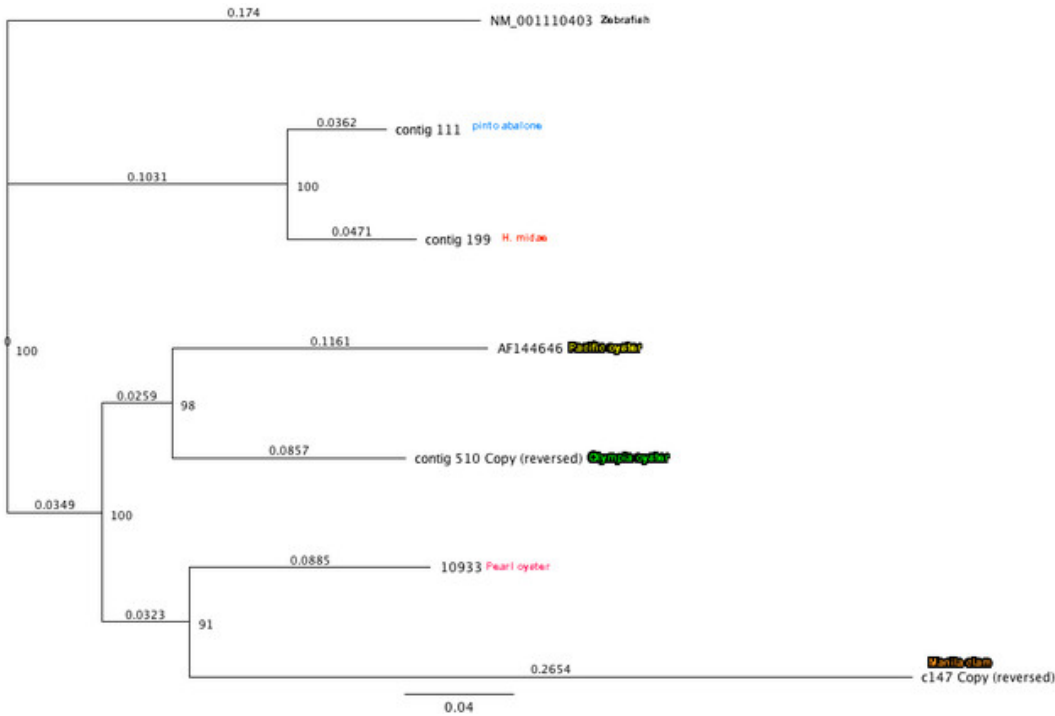 0.174
NM_001110403 Zebrafish
0.0362
contig 111 pinto abalone
0.1031
100
0.0471
contig 199 H. midae
0
100
0.1161
AF144646 Pacific oyster
0.0259
98
0.0857
contig 510 Copy (reversed) Olympia oyster
0.0349
100
0.0885
10933 Pearl oyster
0.0323
91
Manila clam
0.2654
c147 Copy (reversed)
0.04